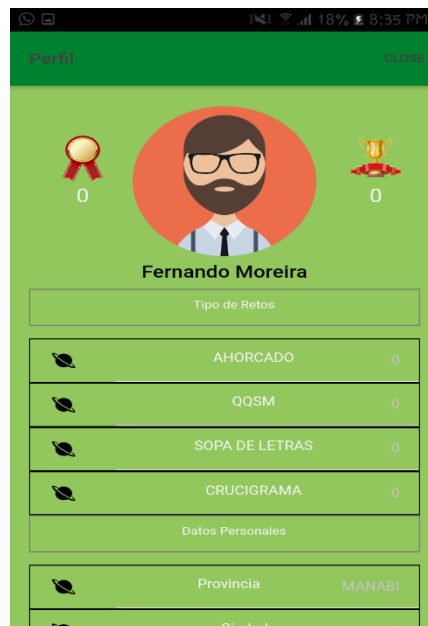 18% 8:35 PM
Perfil CLOSE
0 0
Fernando Moreira
Tipo de Retos
AHORCADO 0
QQSM 0
SOPA DE LETRAS 0
CRUCIGRAMA 0
Datos Personales
Provincia MANABI